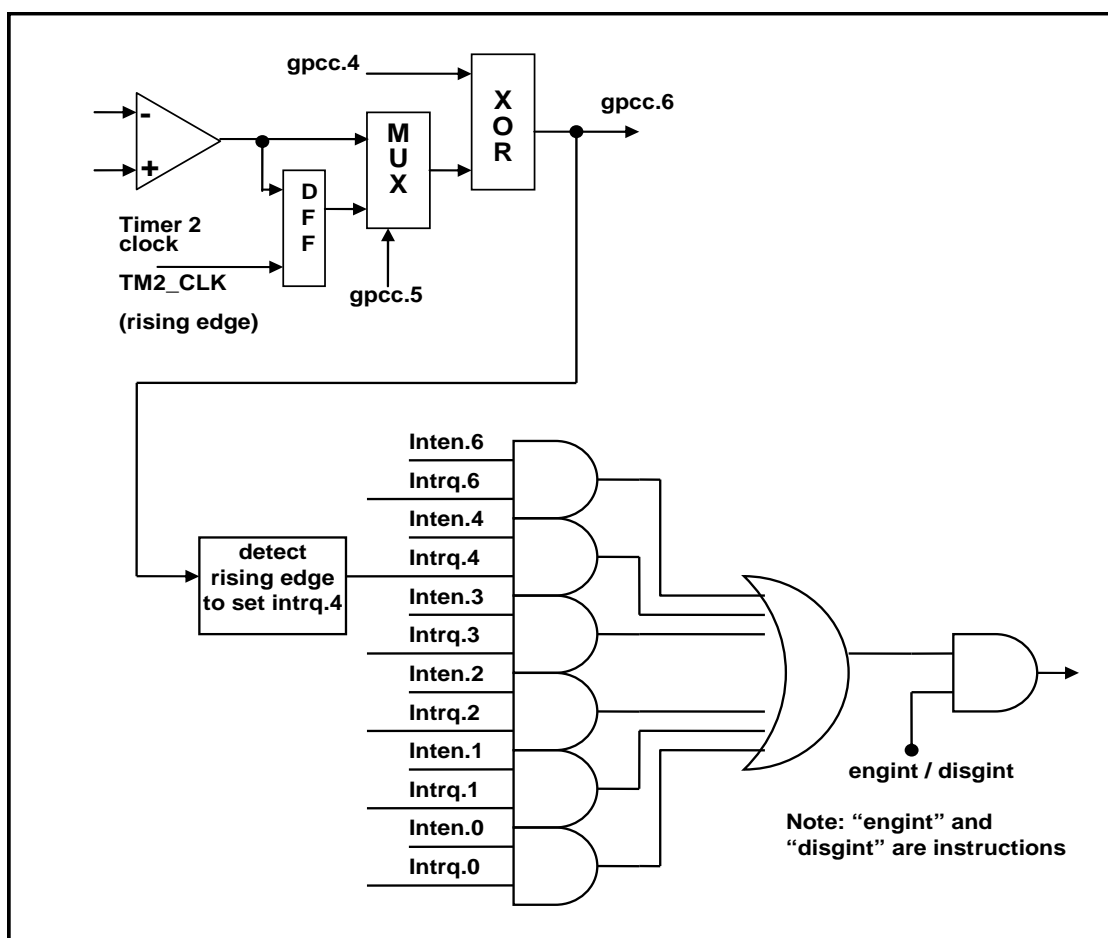 gpcc.4
X
O
R
gpcc.6
-
+
M
U
X
D
F
F
Timer 2
clock
TM2_CLK
(rising edge)
gpcc.5
Inten.6
Intrq.6
Inten.4
Intrq.4
detect
rising edge
to set intrq.4
Inten.3
Intrq.3
Inten.2
Intrq.2
Inten.1
Intrq.1
Inten.0
Intrq.0
engint / disgint
Note: “engint” and
“disgint” are instructions